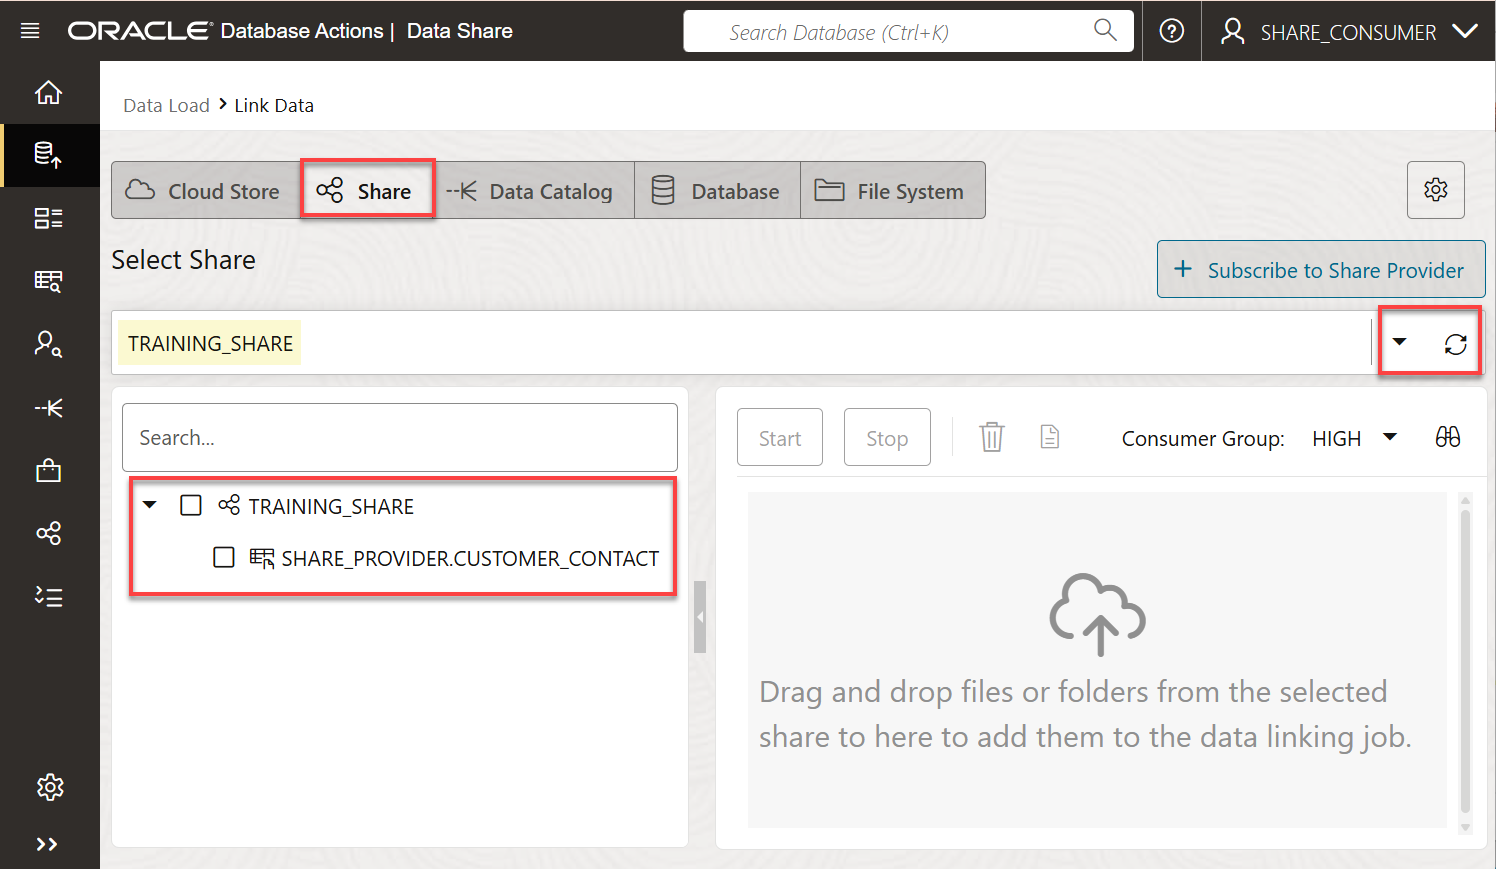 ORACLE Database Actions | Data Share
Search Database (Ctrl+K)
SHARE_CONSUMER
Data Load > Link Data
Cloud Store
Share
Data Catalog
Database
File System
Select Share
+ Subscribe to Share Provider
TRAINING_SHARE
Search...
TRAINING_SHARE
SHARE_PROVIDER.CUSTOMER_CONTACT
Start
Stop
Consumer Group: HIGH
Drag and drop files or folders from the selected
share to here to add them to the data linking job.